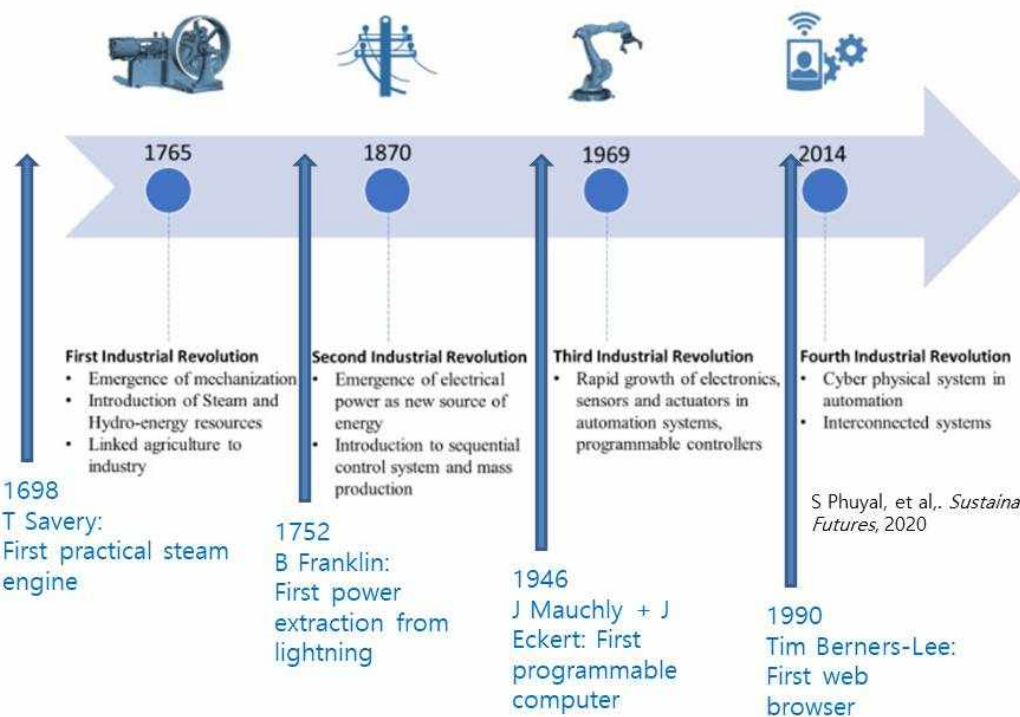 1765
1870
1969
2014
First Industrial Revolution
• Emergence of mechanization
• Introduction of Steam and
Hydro-energy resources
• Linked agriculture to
industry
Second Industrial Revolution
• Emergence of electrical
power as new source of
energy
• Introduction to sequential
control system and mass
production
Third Industrial Revolution
• Rapid growth of electronics,
sensors and actuators in
automation systems,
programmable controllers
Fourth Industrial Revolution
• Cyber physical system in
automation
• Interconnected systems
S Phuyal, et al,. Sustaina
Futures, 2020
1698
T Savery:
First practical steam
engine
1752
B Franklin:
First power
extraction from
lightning
1946
J Mauchly + J
Eckert: First
programmable
computer
1990
Tim Berners-Lee:
First web
browser